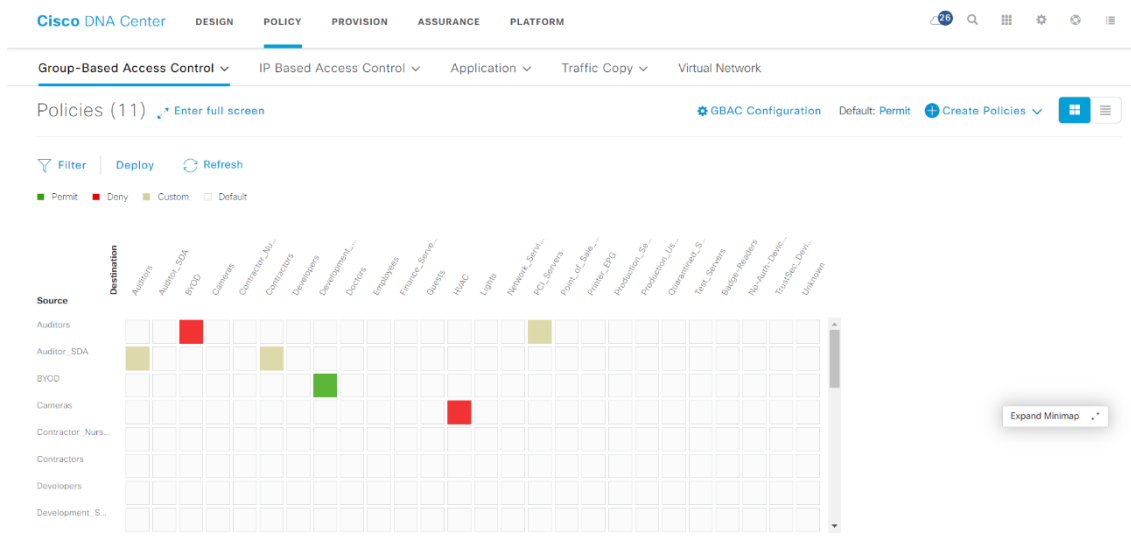 Cisco DNA Center DESIGN POLICY PROVISION ASSURANCE PLATFORM 26
Group-Based Access Control IP Based Access Control Application Traffic Copy Virtual Network
Policies (11) Enter full screen GBAC Configuration Default: Permit Create Policies
Filter Deploy Refresh
Permit Deny Custom Default
Destination
Auditors
Auditor_SDA
BYOD
Cameras
Contractor_Nu...
Contractors
Developers
Development_...
Doctors
Employees
Finance_Serve...
Guests
HVAC
Lights
Network_Servi...
PCI_Servers
Point_of_Sale_...
Printer_EPG
Production_Se...
Production_Us...
Quarantined_S...
Test_Servers
Badge-Readers
No-Auth-Devic...
TrustSec_Devi...
Unknown
Source
Auditors
Auditor_SDA
BYOD
Cameras
Contractor_Nurs...
Contractors
Developers
Development_S...
Expand Minimap